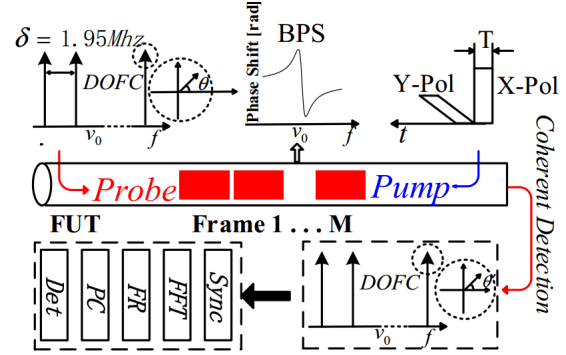 δ = 1.95Mhz
DOFC
θ
v₀
f
Phase Shift [rad]
BPS
v₀
f
T
Y-Pol
X-Pol
t
Probe
Pump
FUT
Frame 1 . . . M
Coherent Detection
Det
PC
FR
FFT
Sync
DOFC
θ
v₀
f